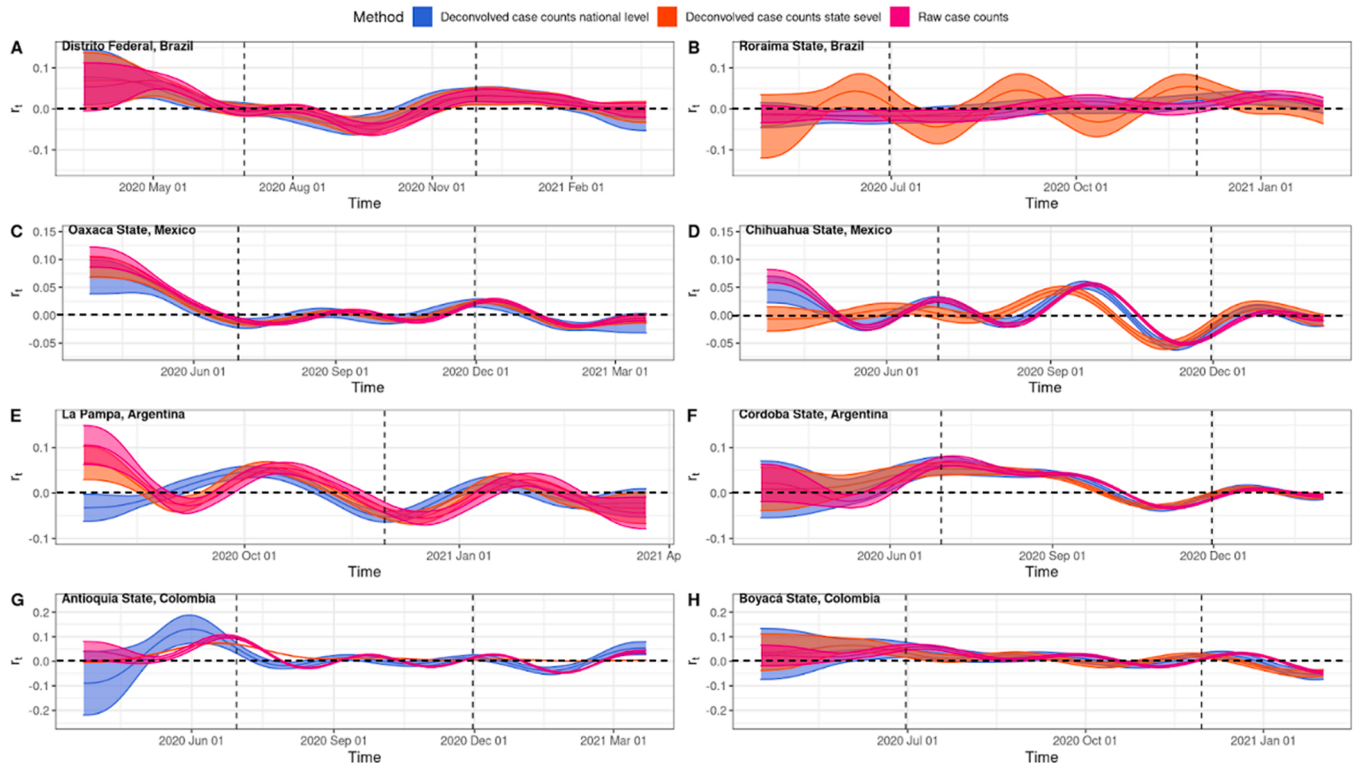 Method Deconvolved case counts national level Deconvolved case counts state sevel Raw case counts
A Distrito Federal, Brazil
0.1
0.0
-0.1
rt
2020 May 01 2020 Aug 01 2020 Nov 01 2021 Feb 01
Time
B Roraima State, Brazil
0.1
0.0
-0.1
rt
2020 Jul 01 2020 Oct 01 2021 Jan 01
Time
C Oaxaca State, Mexico
0.15
0.10
0.05
0.00
-0.05
rt
2020 Jun 01 2020 Sep 01 2020 Dec 01 2021 Mar 01
Time
D Chihuahua State, Mexico
0.15
0.10
0.05
0.00
-0.05
rt
2020 Jun 01 2020 Sep 01 2020 Dec 01
Time
E La Pampa, Argentina
0.1
0.0
-0.1
rt
2020 Oct 01 2021 Jan 01 2021 Ap
Time
F Cordoba State, Argentina
0.1
0.0
-0.1
rt
2020 Jun 01 2020 Sep 01 2020 Dec 01
Time
G Antioquia State, Colombia
0.2
0.1
0.0
-0.1
-0.2
rt
2020 Jun 01 2020 Sep 01 2020 Dec 01 2021 Mar 01
Time
H Boyacá State, Colombia
0.2
0.1
0.0
-0.1
-0.2
rt
2020 Jul 01 2020 Oct 01 2021 Jan 01
Time